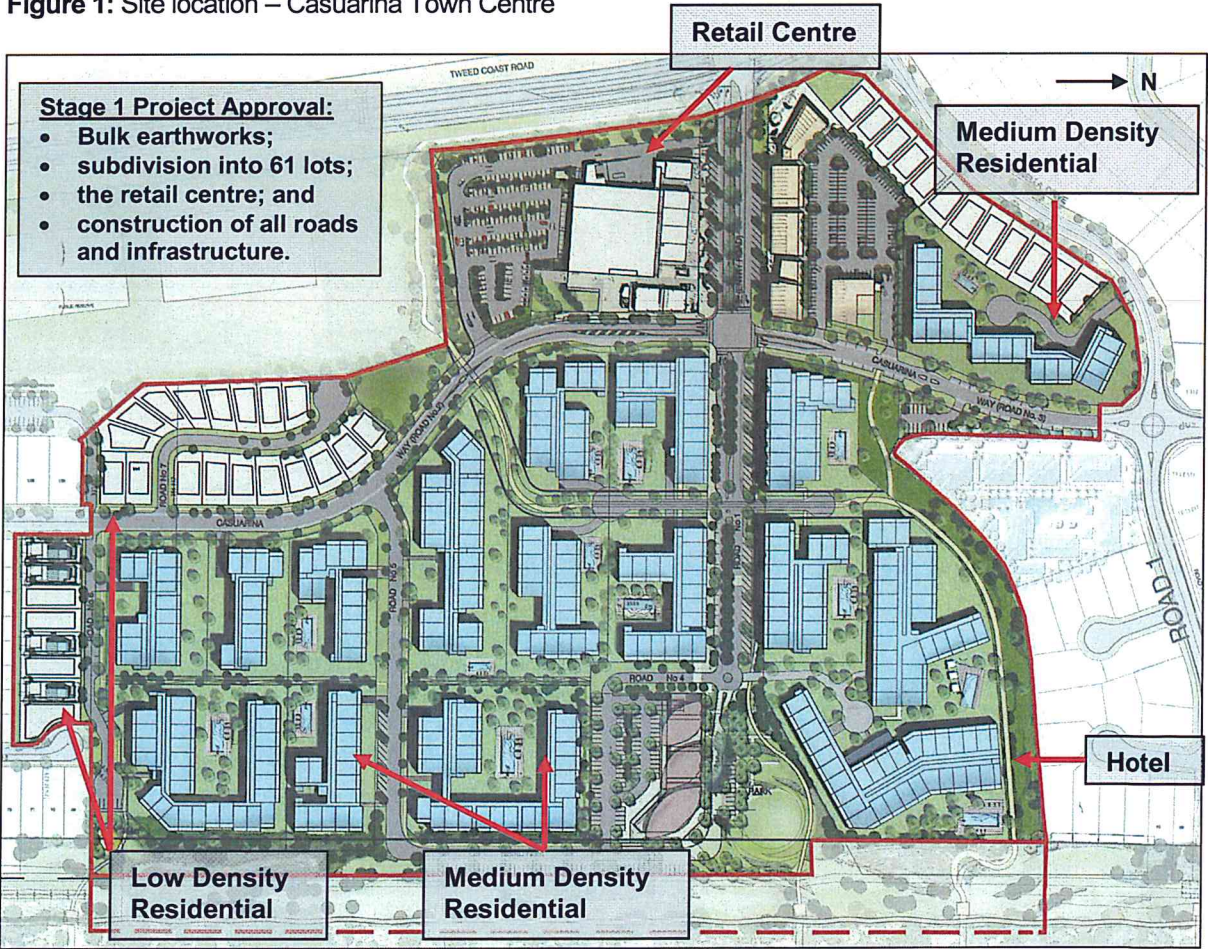 Figure 1: Site location – Casuarina Town Centre
Retail Centre
TWEED COAST ROAD
N
Stage 1 Project Approval:
• Bulk earthworks;
• subdivision into 61 lots;
• the retail centre; and
• construction of all roads
and infrastructure.
Medium Density
Residential
CASUARINA
WAY (ROAD No. 3)
WAY (ROAD No.2)
ROAD No 7
CASUARINA
ROAD No.5
ROAD No.1
ROAD 1
ROAD No 4
PARK
Hotel
Low Density
Residential
Medium Density
Residential